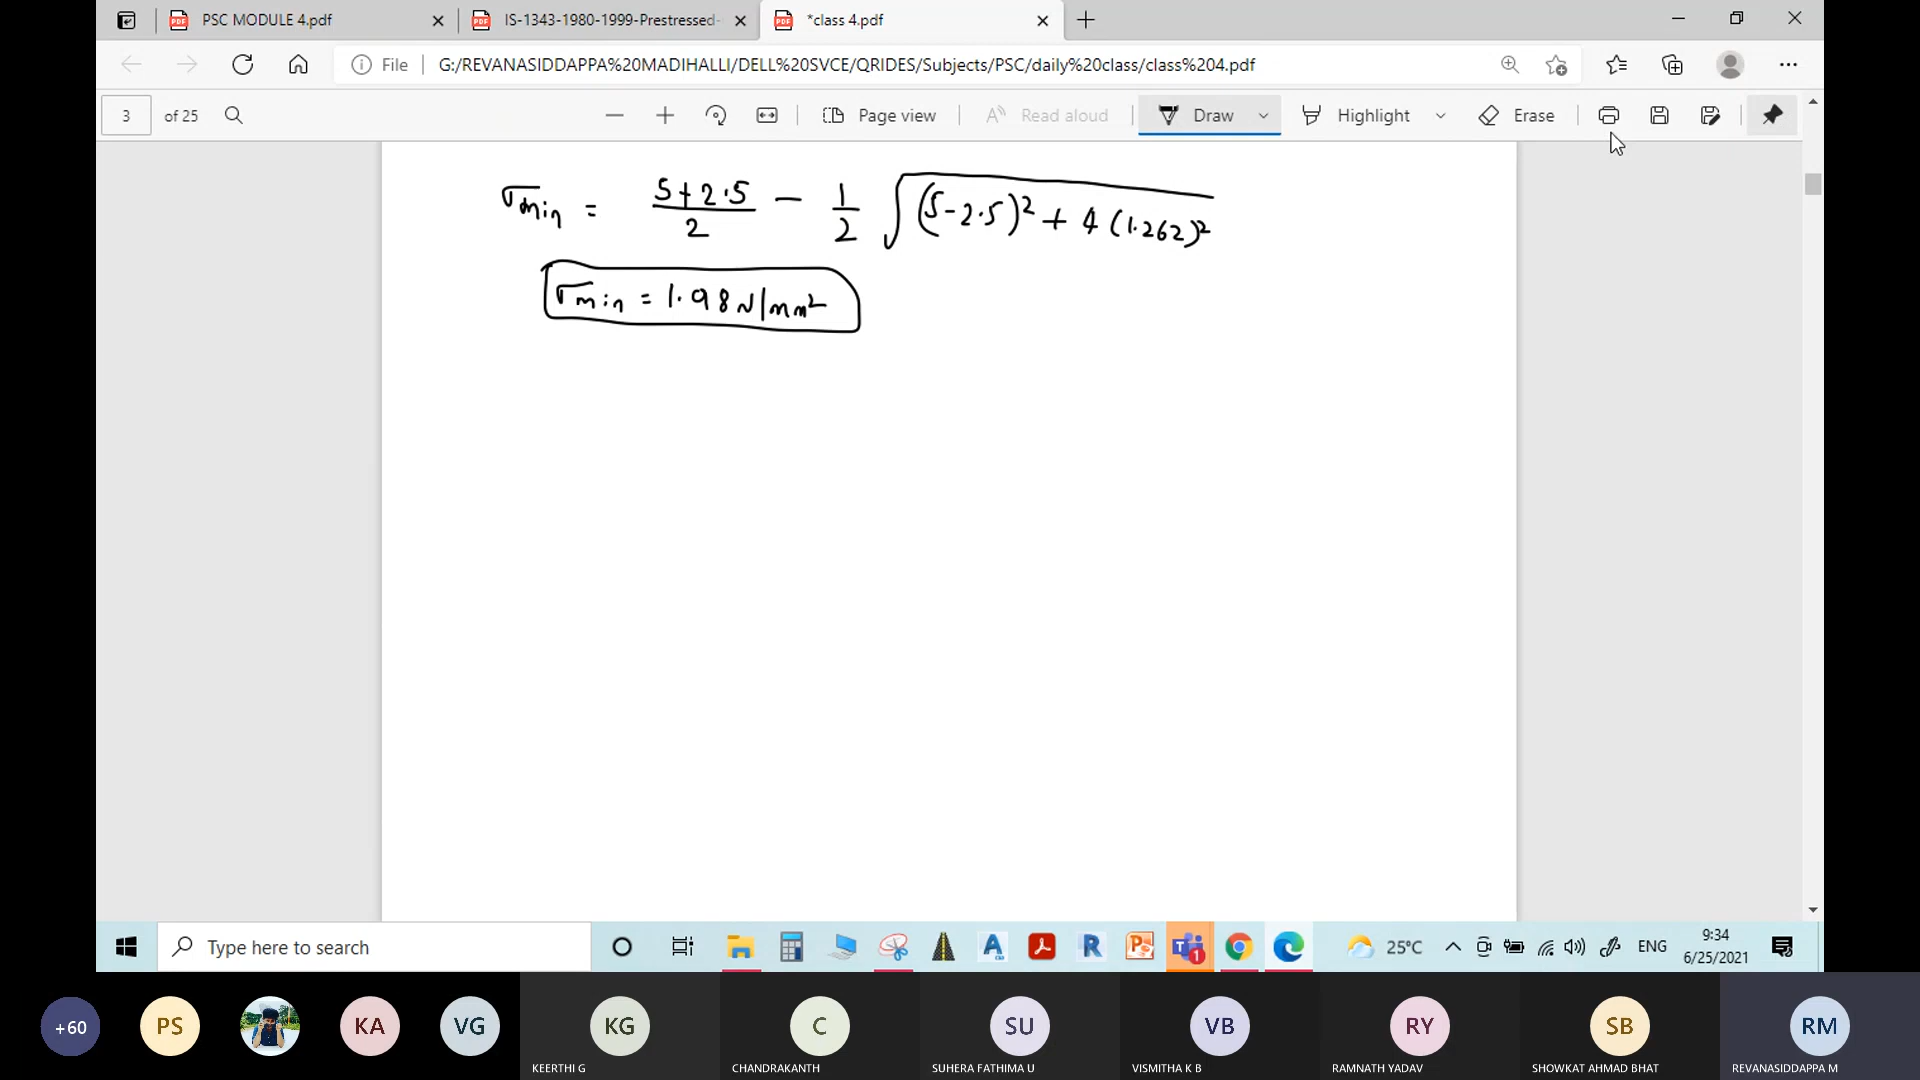 PSC MODULE 4.pdf
IS-1343-1980-1999-Prestressed-
*class 4.pdf
File
G:/REVANASIDDAPPA%20MADIHALLI/DELL%20SVCE/QRIDES/Subjects/PSC/daily%20class/class%204.pdf
3 of 25
Page view
Read aloud
Draw
Highlight
Erase
σmin = 5+2.5/2 − 1/2 √(5-2.5)² + 4(1.262)²
σmin = 1.98 N/mm²
Type here to search
25°C
ENG
9:34
6/25/2021
+60
PS
KA
VG
KG
C
SU
VB
RY
SB
RM
KEERTHI G
CHANDRAKANTH
SUHERA FATHIMA U
VISMITHA K B
RAMNATH YADAV
SHOWKAT AHMAD BHAT
REVANASIDDAPPA M